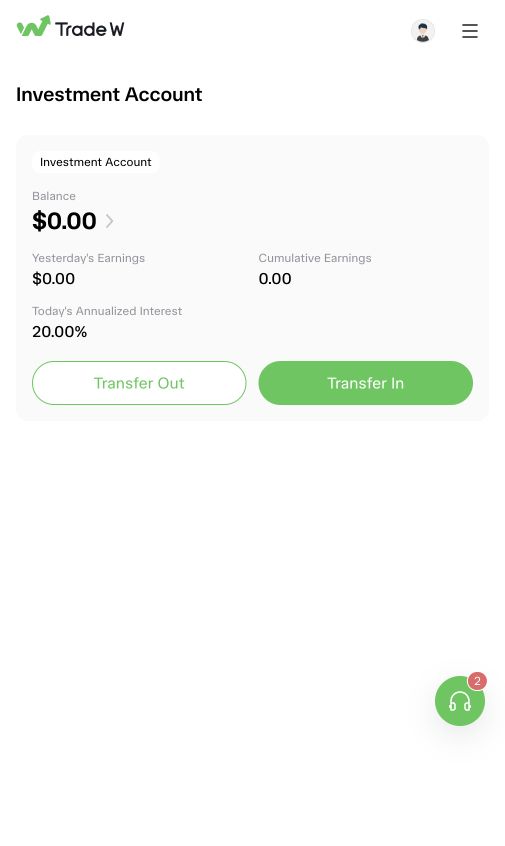 Trade W
Investment Account
Investment Account
Balance
$0.00
Yesterday's Earnings Cumulative Earnings
$0.00 0.00
Today's Annualized Interest
20.00%
Transfer Out Transfer In
2